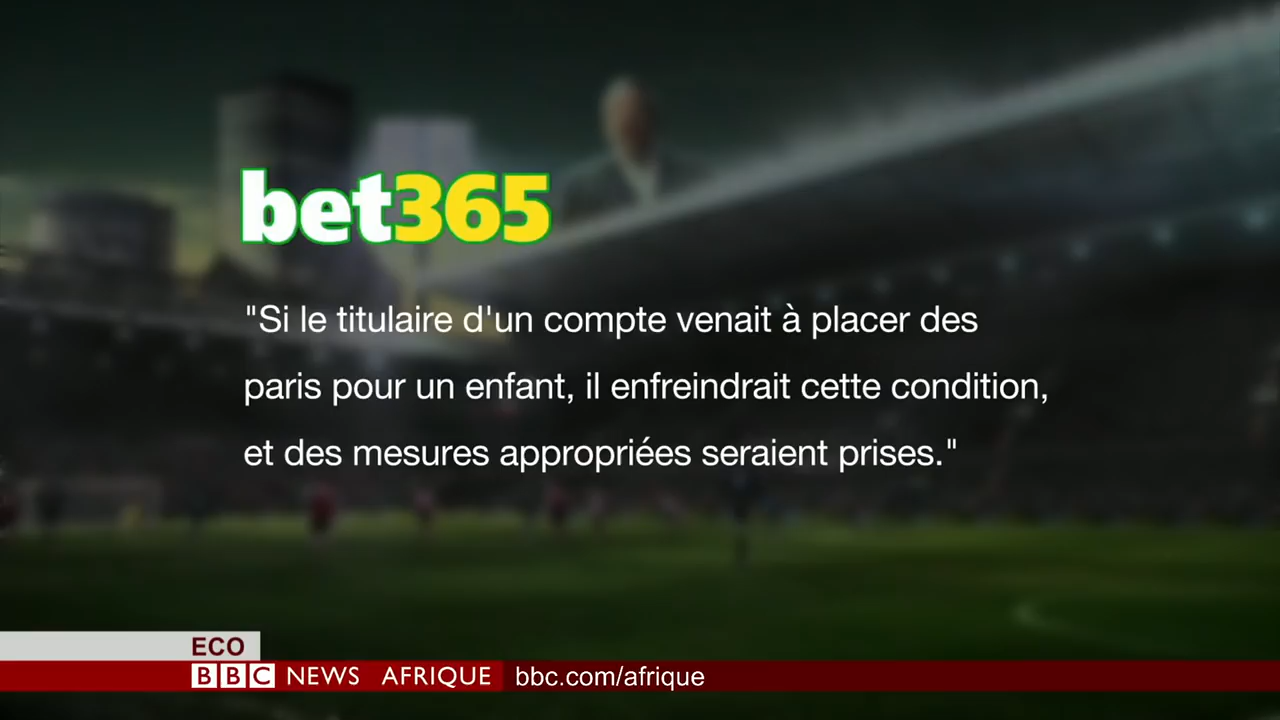 bet365
"Si le titulaire d'un compte venait à placer des
paris pour un enfant, il enfreindrait cette condition,
et des mesures appropriées seraient prises."
ECO
BBC NEWS AFRIQUE bbc.com/afrique